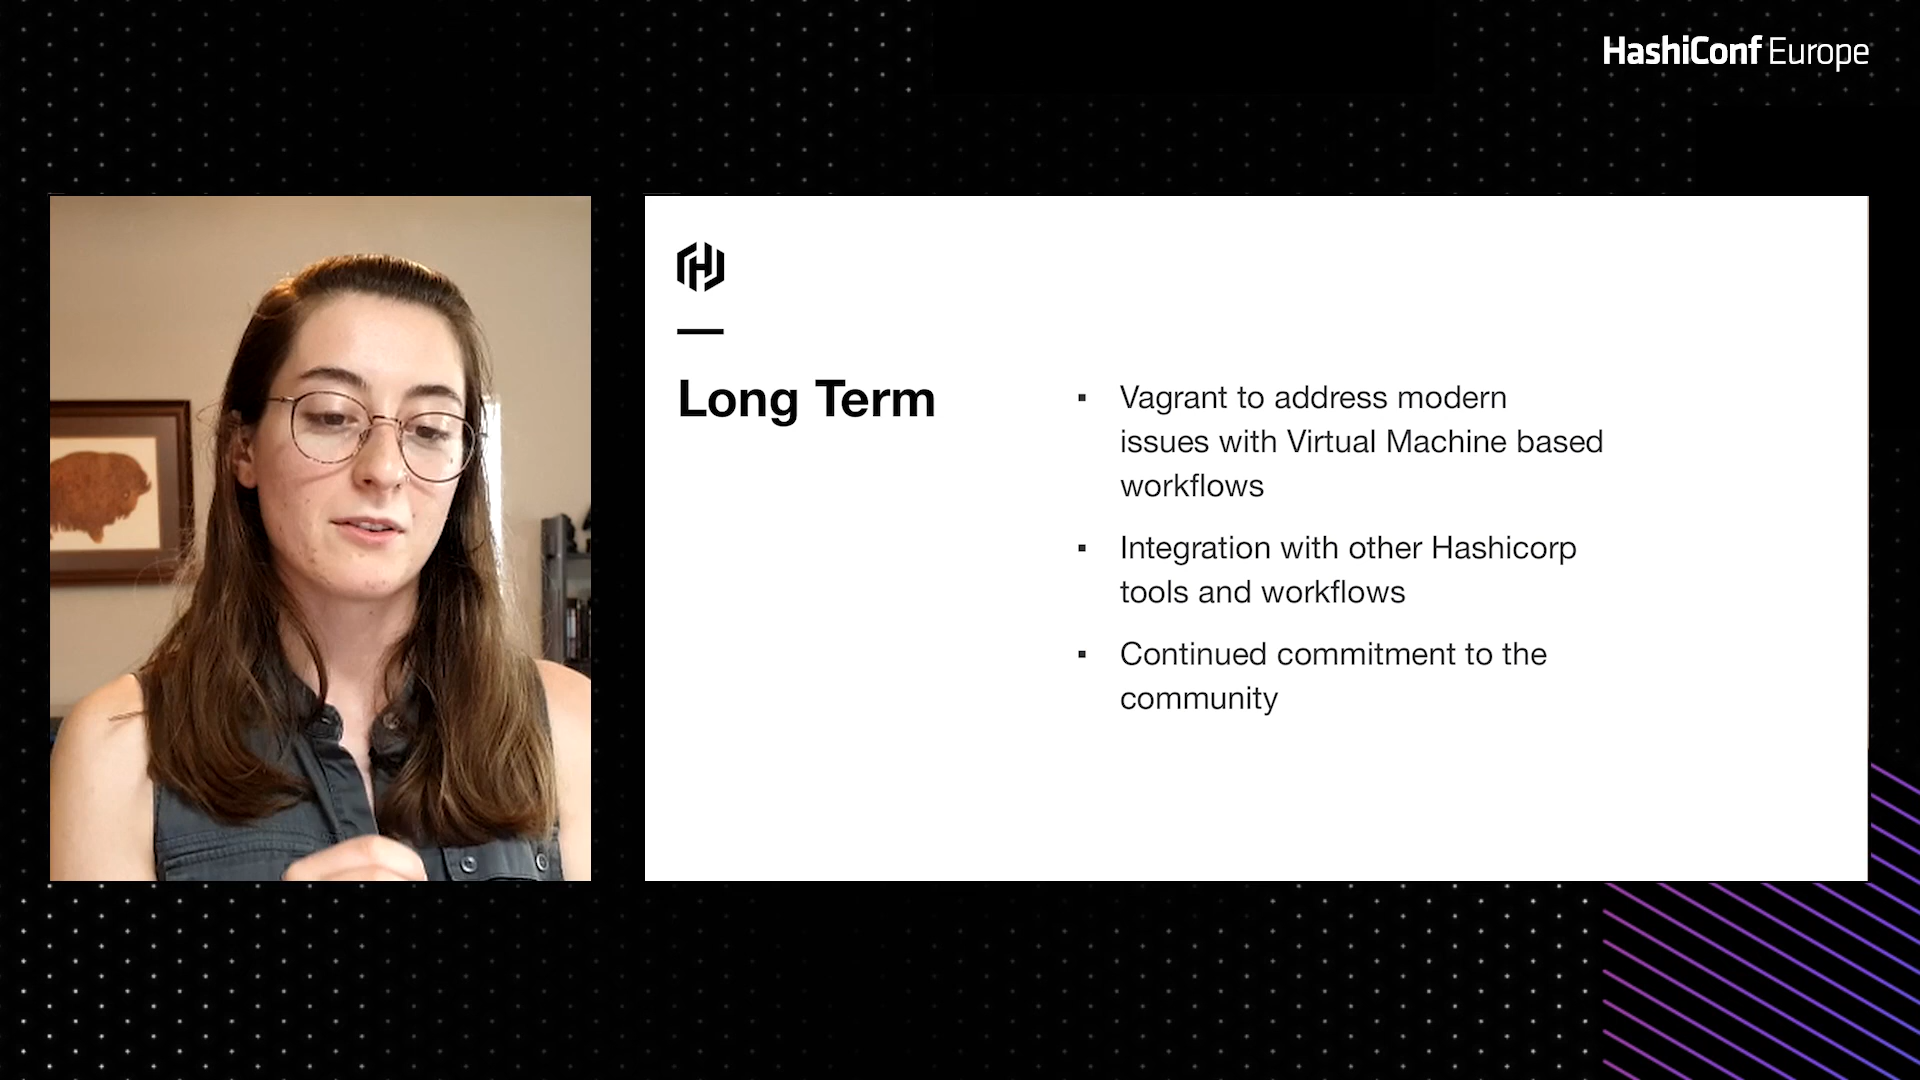 HashiConf Europe
Long Term
Vagrant to address modern
issues with Virtual Machine based
workflows
Integration with other Hashicorp
tools and workflows
Continued commitment to the
community